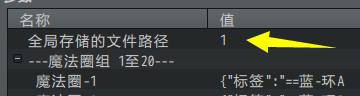 名称 值
全局存储的文件路径 1
---魔法圈组 1至20---
魔法圈-1 {"标签":"==蓝-环A